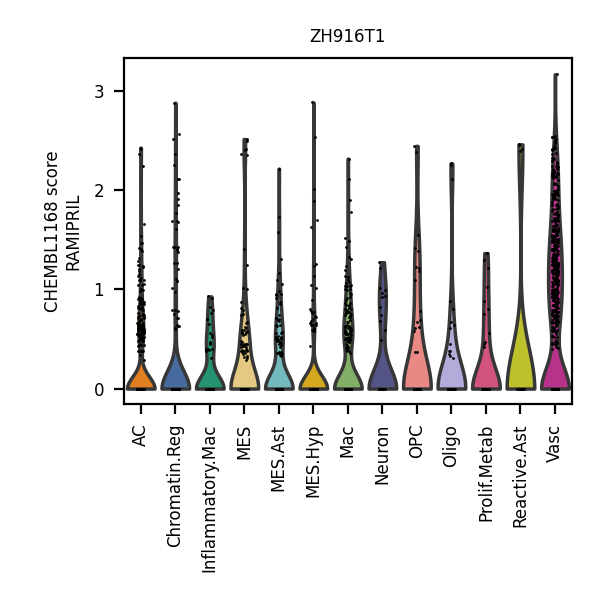 ZH916T1
CHEMBL1168 score
RAMIPRIL
3
2
1
0
AC
Chromatin.Reg
Inflammatory.Mac
MES
MES.Ast
MES.Hyp
Mac
Neuron
OPC
Oligo
Prolif.Metab
Reactive.Ast
Vasc